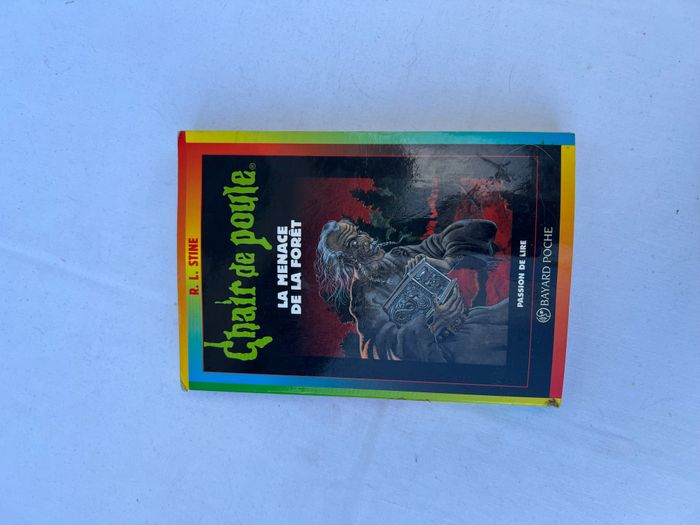 R. L. STINE
Chair de poule®
LA MENACE
DE LA FORÊT
PASSION DE LIRE
BAYARD POCHE